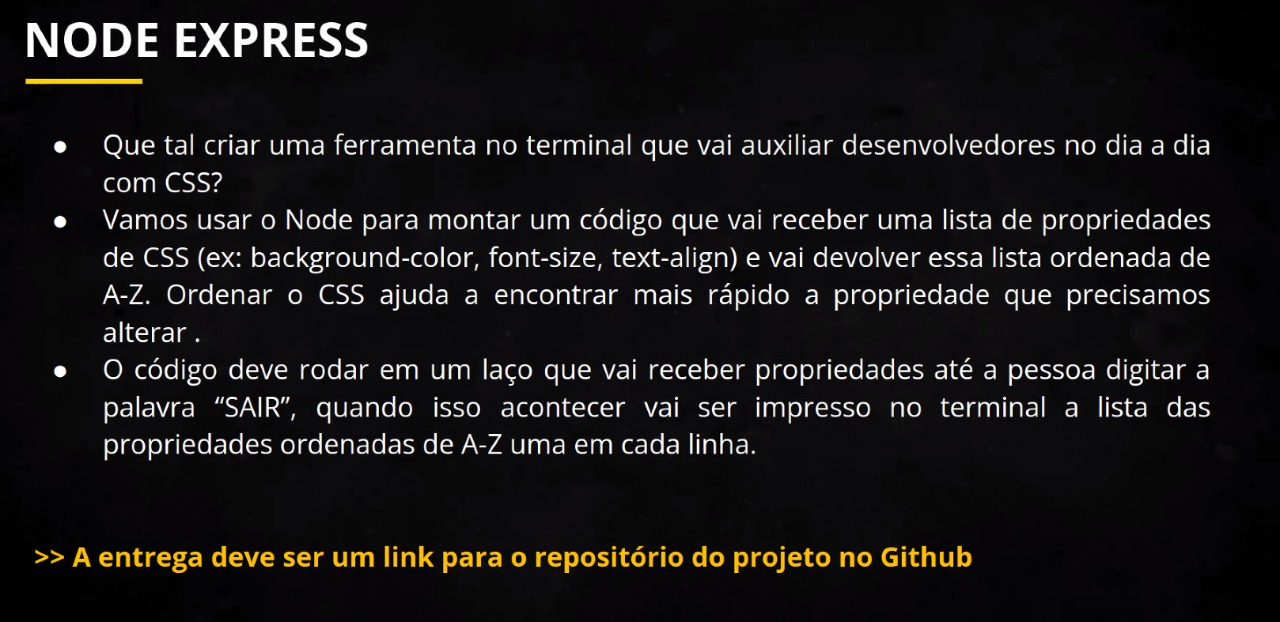 NODE EXPRESS
● Que tal criar uma ferramenta no terminal que vai auxiliar desenvolvedores no dia a dia
com CSS?
● Vamos usar o Node para montar um código que vai receber uma lista de propriedades
de CSS (ex: background-color, font-size, text-align) e vai devolver essa lista ordenada de
A-Z. Ordenar o CSS ajuda a encontrar mais rápido a propriedade que precisamos
alterar .
● O código deve rodar em um laço que vai receber propriedades até a pessoa digitar a
palavra “SAIR”, quando isso acontecer vai ser impresso no terminal a lista das
propriedades ordenadas de A-Z uma em cada linha.
>> A entrega deve ser um link para o repositório do projeto no Github